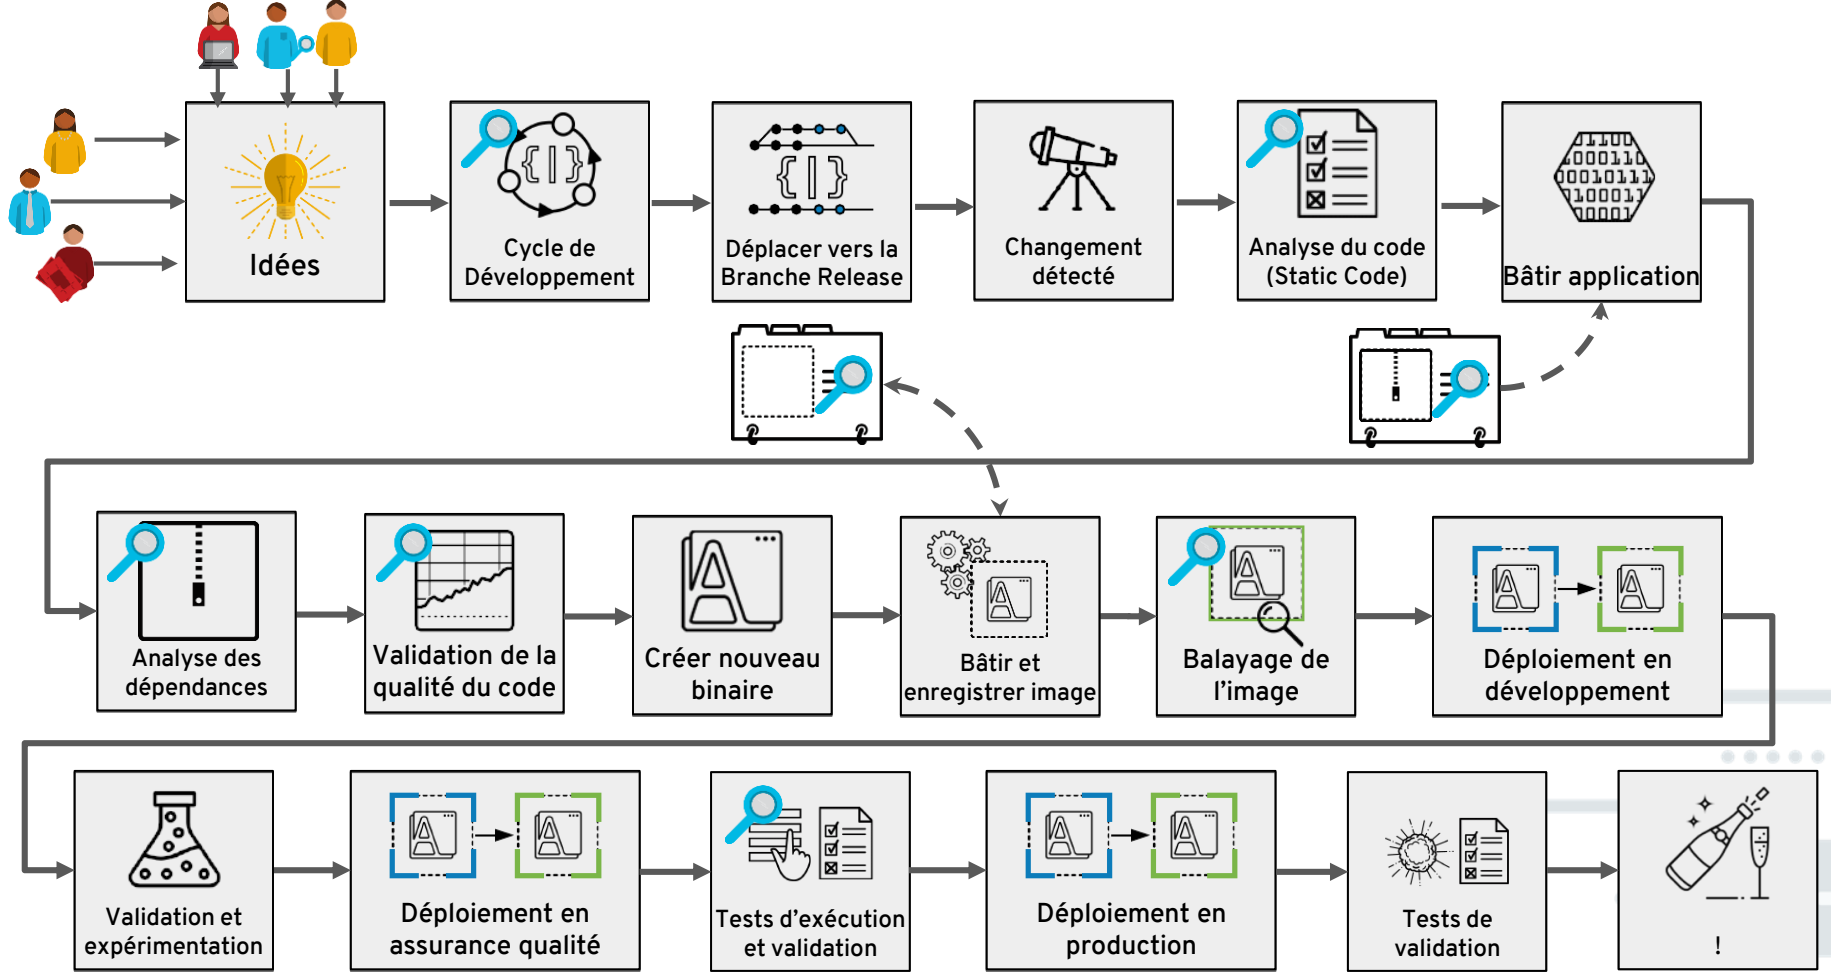 Idées
Cycle de
Développement
Déplacer vers la
Branche Release
Changement
détecté
Analyse du code
(Static Code)
Bâtir application
Analyse des
dépendances
Validation de la
qualité du code
Créer nouveau
binaire
Bâtir et
enregistrer image
Balayage de
l'image
Déploiement en
développement
Validation et
expérimentation
Déploiement en
assurance qualité
Tests d'exécution
et validation
Déploiement en
production
Tests de
validation
!